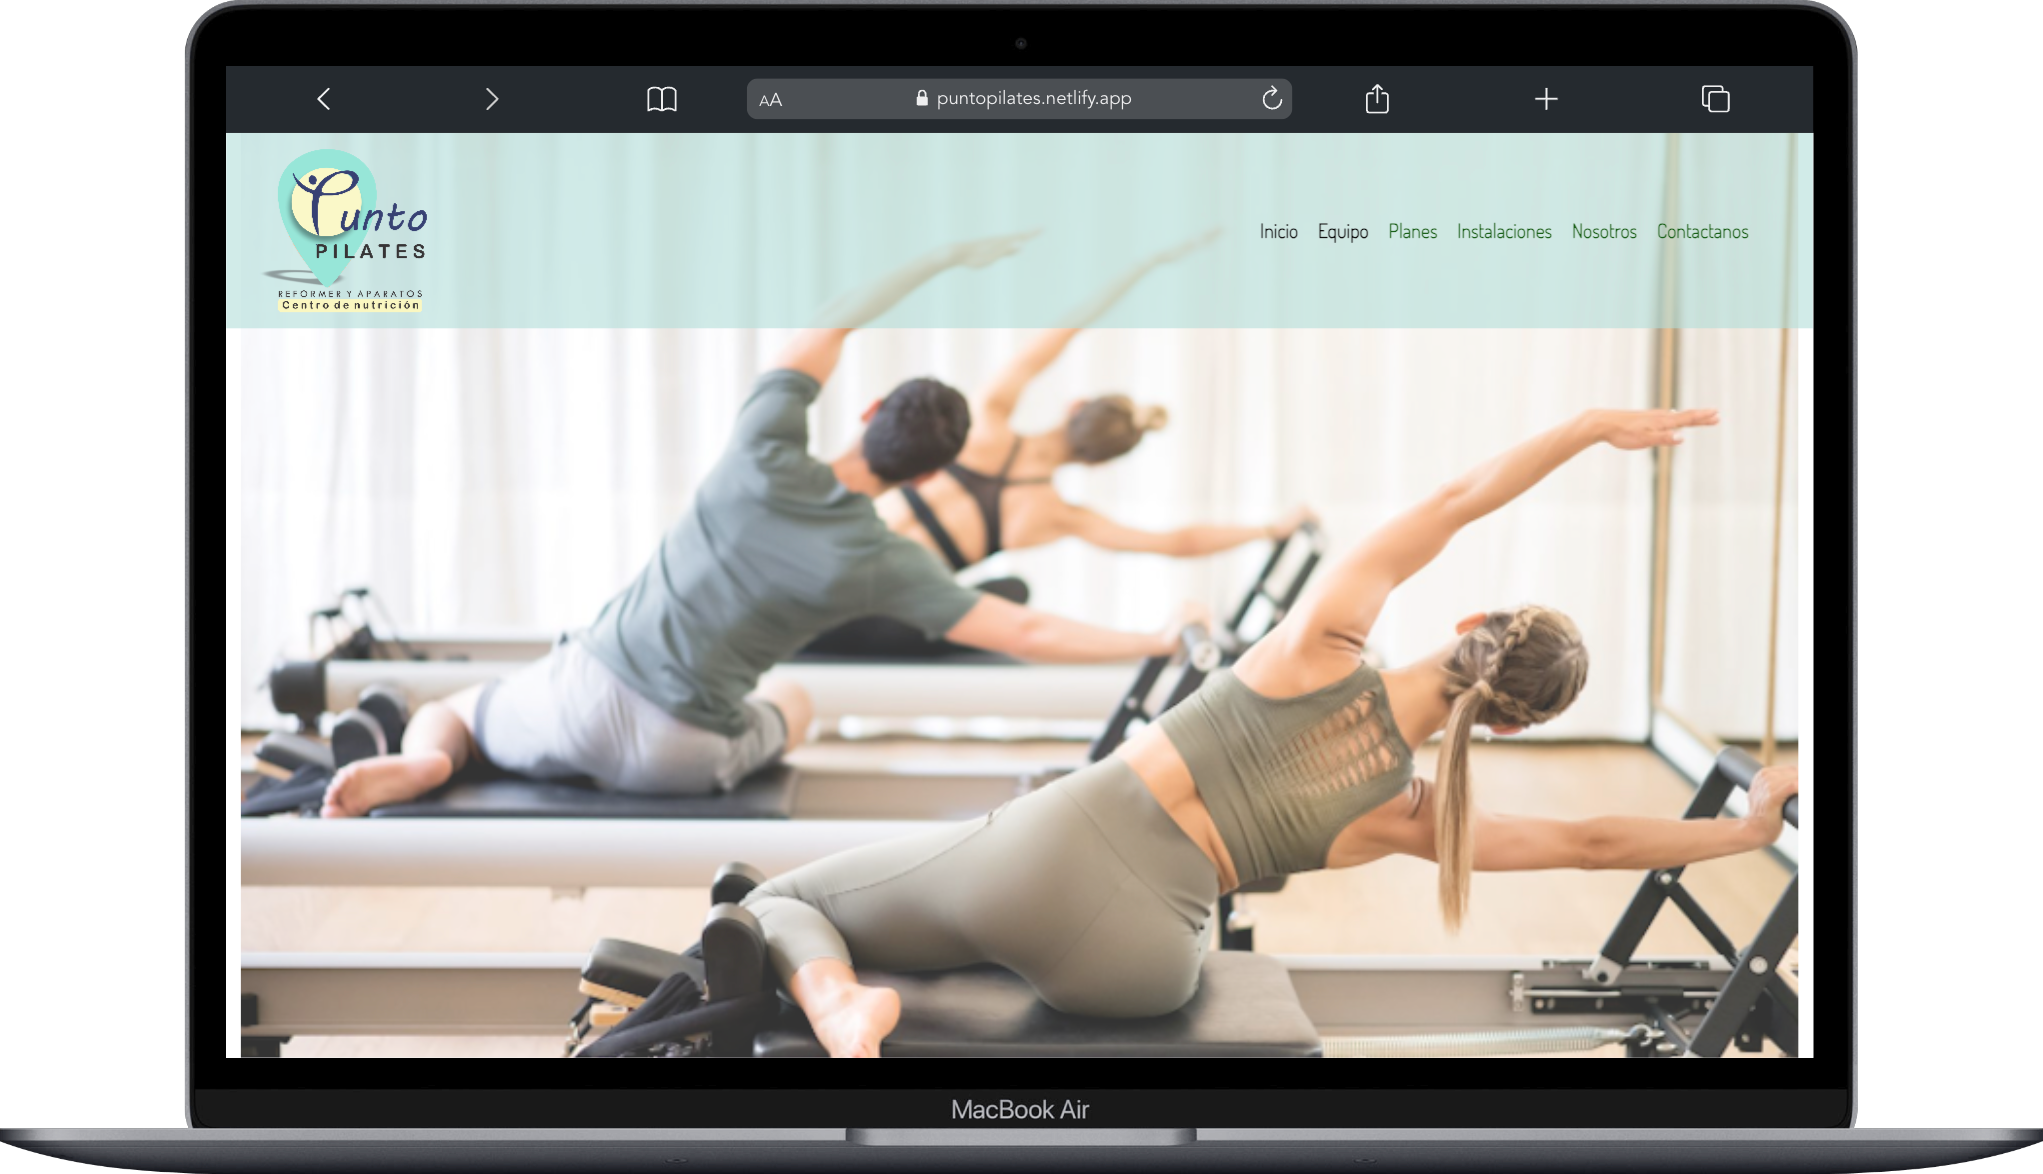 AA puntopilates.netlify.app
Punto
PILATES
REFORMER Y APARATOS
Centro de nutrición
Inicio Equipo Planes Instalaciones Nosotros Contactanos
MacBook Air